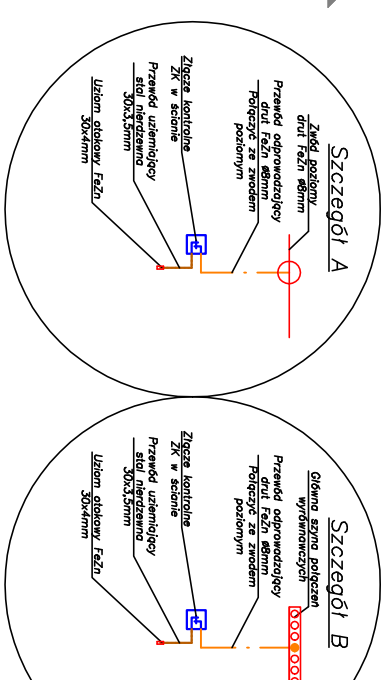 Szczegół A
Zwód poziomy
drut FeZn ø8mm
Przewód odprowadzający
drut FeZn ø8mm
Połączyć ze zwodem
poziomym
Złącze kontrolne
ZK w ścianie
Przewód uziemiający
stal nierdzewna
30x3,5mm
Uziom otokowy FeZn
30x4mm
Szczegół B
Główna szyna połączeń
wyrównawczych
Przewód odprowadzający
drut FeZn ø8mm
Połączyć ze zwodem
poziomym
Złącze kontrolne
ZK w ścianie
Przewód uziemiający
stal nierdzewna
30x3,5mm
Uziom otokowy FeZn
30x4mm